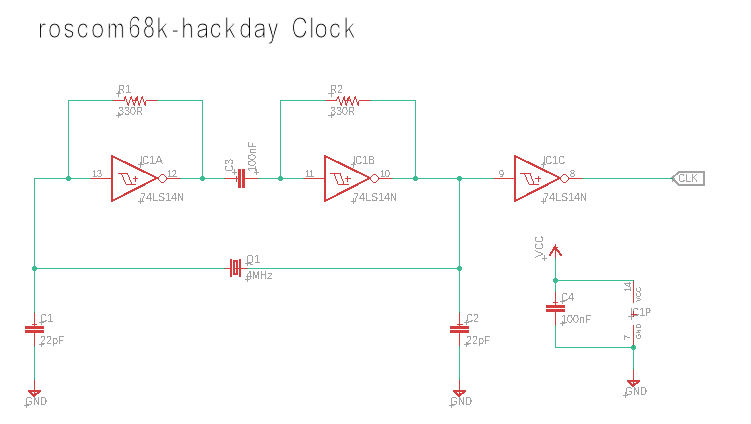 roscom68k-hackday Clock
R1
330R
R2
330R
IC1A
13
12
74LS14N
C3
100nF
IC1B
11
10
74LS14N
IC1C
9
8
74LS14N
CLK
Q1
4MHz
C1
22pF
GND
C2
22pF
GND
VCC
C4
100nF
14
VCC
IC1P
7
GND
GND